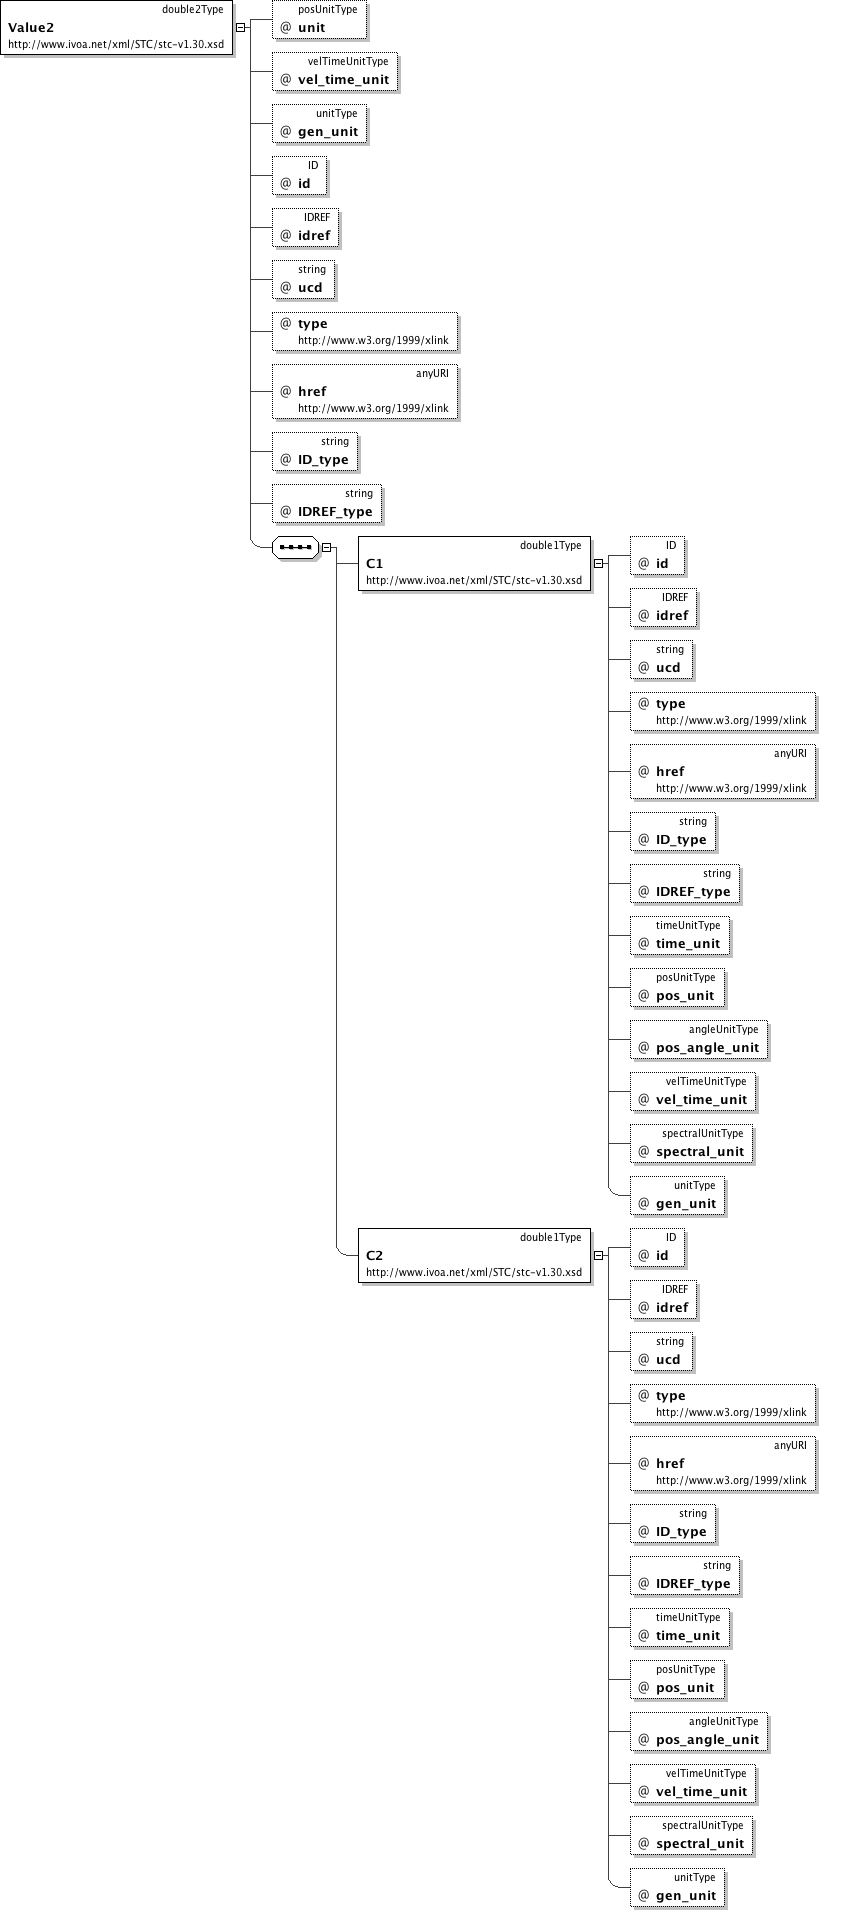 double2Type
Value2
http://www.ivoa.net/xml/STC/stc-v1.30.xsd
posUnitType
@ unit
velTimeUnitType
@ vel_time_unit
unitType
@ gen_unit
ID
@ id
IDREF
@ idref
string
@ ucd
@ type
http://www.w3.org/1999/xlink
anyURI
@ href
http://www.w3.org/1999/xlink
string
@ ID_type
string
@ IDREF_type
double1Type
C1
http://www.ivoa.net/xml/STC/stc-v1.30.xsd
ID
@ id
IDREF
@ idref
string
@ ucd
@ type
http://www.w3.org/1999/xlink
anyURI
@ href
http://www.w3.org/1999/xlink
string
@ ID_type
string
@ IDREF_type
timeUnitType
@ time_unit
posUnitType
@ pos_unit
angleUnitType
@ pos_angle_unit
velTimeUnitType
@ vel_time_unit
spectralUnitType
@ spectral_unit
unitType
@ gen_unit
double1Type
C2
http://www.ivoa.net/xml/STC/stc-v1.30.xsd
ID
@ id
IDREF
@ idref
string
@ ucd
@ type
http://www.w3.org/1999/xlink
anyURI
@ href
http://www.w3.org/1999/xlink
string
@ ID_type
string
@ IDREF_type
timeUnitType
@ time_unit
posUnitType
@ pos_unit
angleUnitType
@ pos_angle_unit
velTimeUnitType
@ vel_time_unit
spectralUnitType
@ spectral_unit
unitType
@ gen_unit